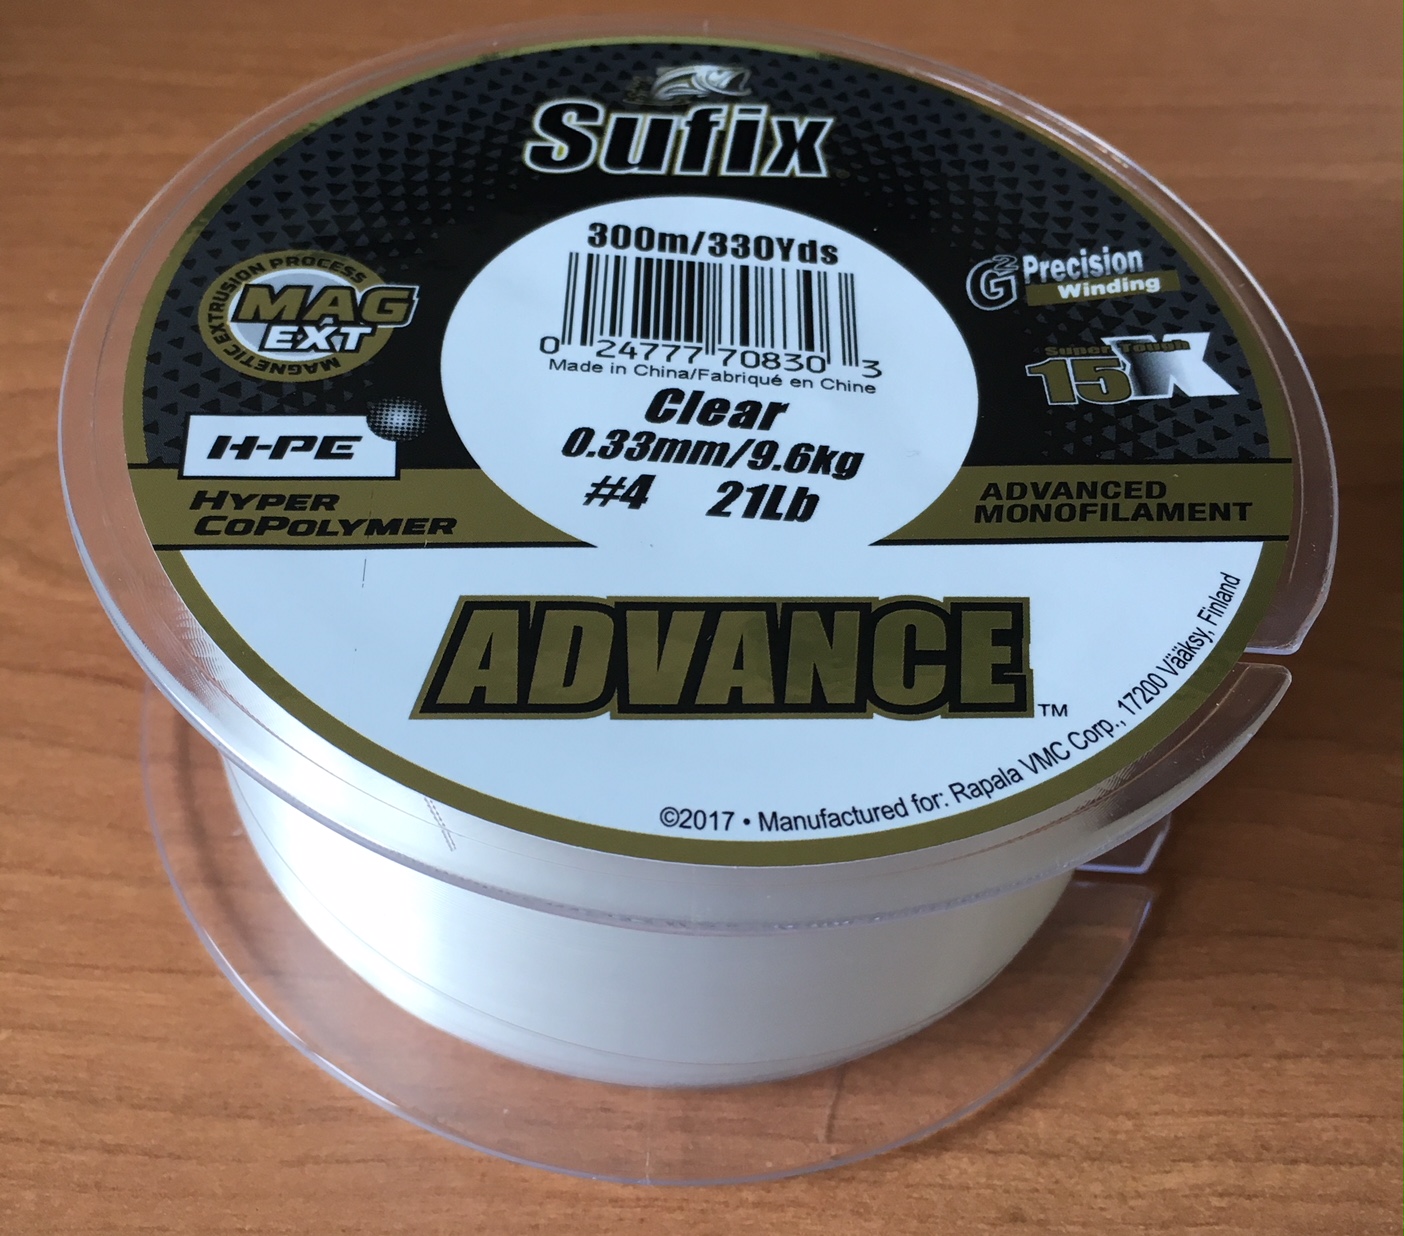 Sufix
300m/330Yds
0 24777 70830 3
Made in China/Fabriqué en Chine
Clear
0.33mm/9.6kg
#4 21Lb
MAGNETIC EXTRUSION PROCESS
MAG
EXT
H-PE
HYPER
COPOLYMER
G2 Precision
Winding
Super Tough
15X
ADVANCED
MONOFILAMENT
ADVANCE™
©2017 • Manufactured for: Rapala VMC Corp., 17200 Vääksy, Finland